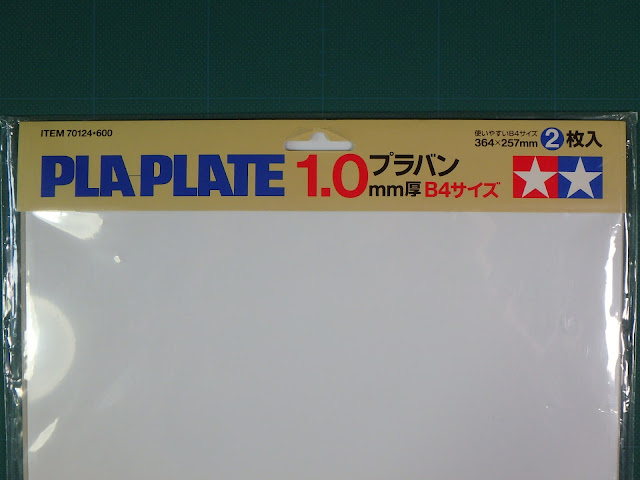 ITEM 70124•600
使いやすいB4サイズ
364×257mm 2枚入
PLA PLATE 1.0 プラバン
mm厚 B4サイズ